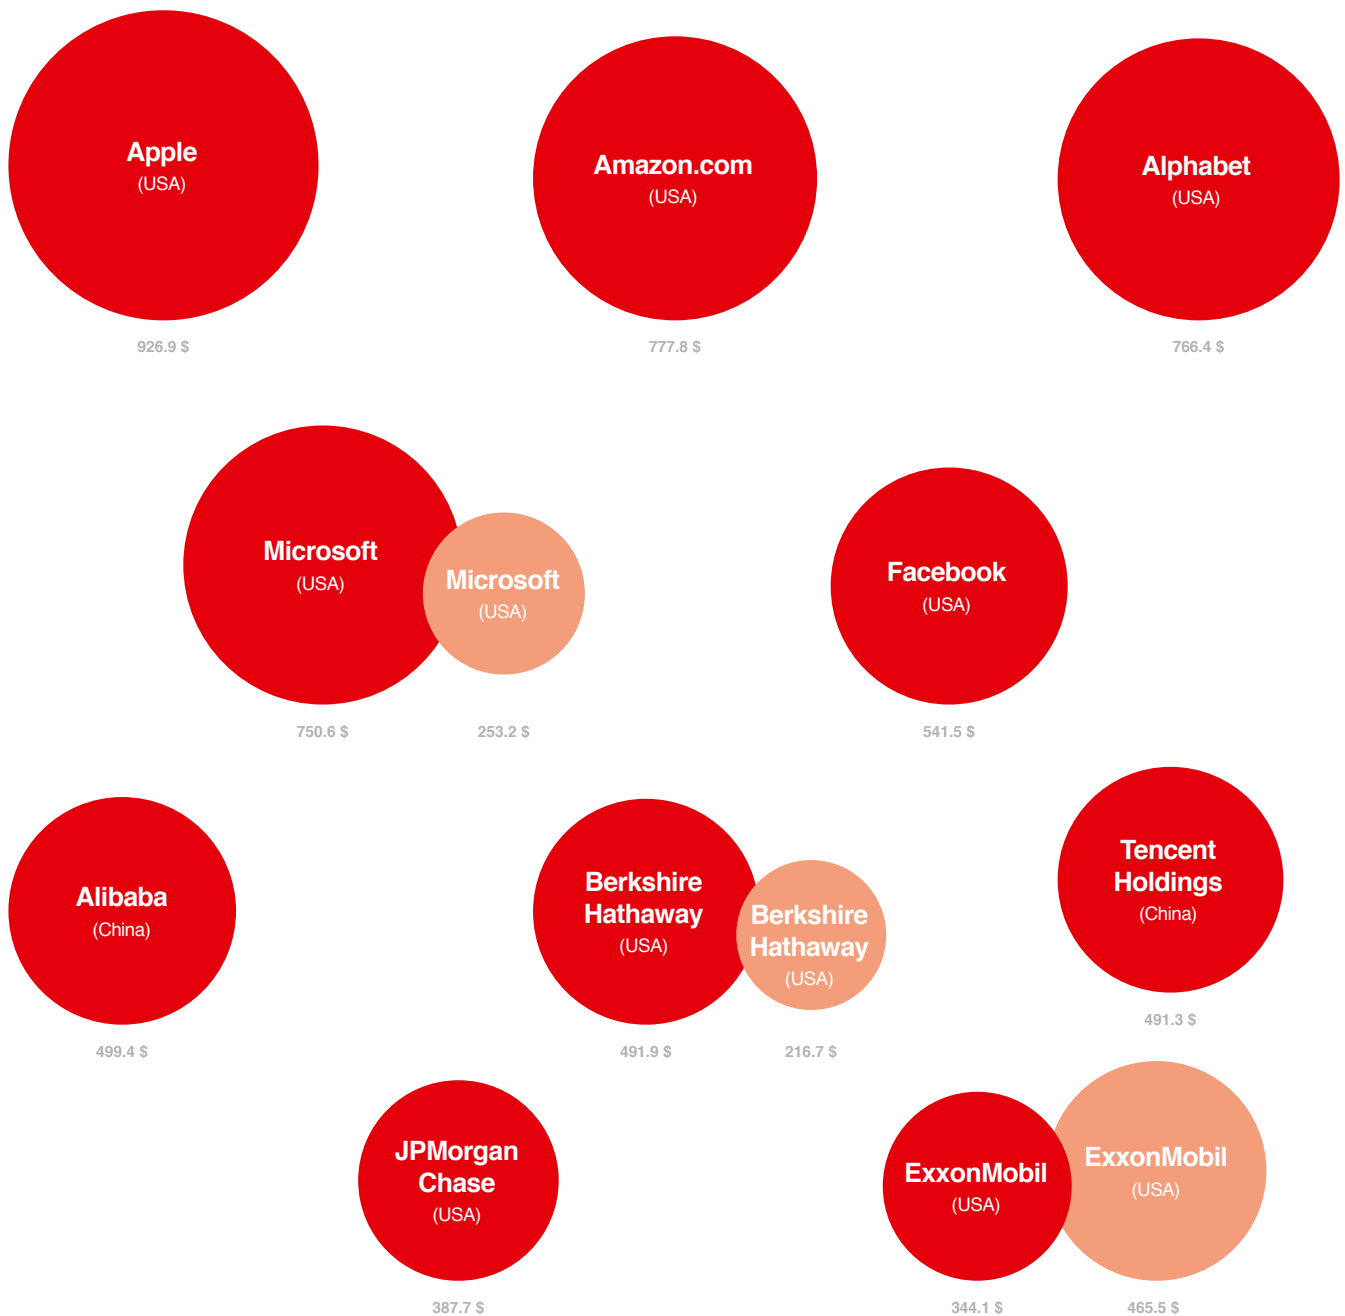 Apple
(USA)
926.9 $
Amazon.com
(USA)
777.8 $
Alphabet
(USA)
766.4 $
Microsoft
(USA)
750.6 $
Microsoft
(USA)
253.2 $
Facebook
(USA)
541.5 $
Alibaba
(China)
499.4 $
Berkshire
Hathaway
(USA)
491.9 $
Berkshire
Hathaway
(USA)
216.7 $
Tencent
Holdings
(China)
491.3 $
JPMorgan
Chase
(USA)
387.7 $
ExxonMobil
(USA)
344.1 $
ExxonMobil
(USA)
465.5 $